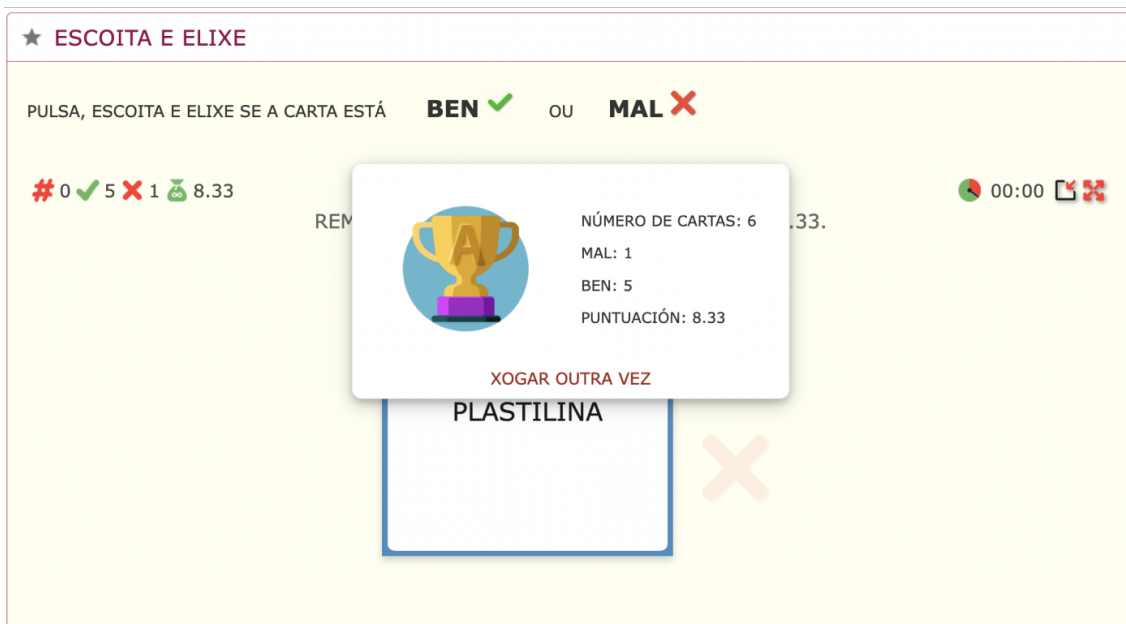 ESCOITA E ELIXE
PULSA, ESCOITA E ELIXE SE A CARTA ESTÁ BEN OU MAL
# 0 5 1 8.33
00:00
REM
.33.
A
NÚMERO DE CARTAS: 6
MAL: 1
BEN: 5
PUNTUACIÓN: 8.33
XOGAR OUTRA VEZ
PLASTILINA